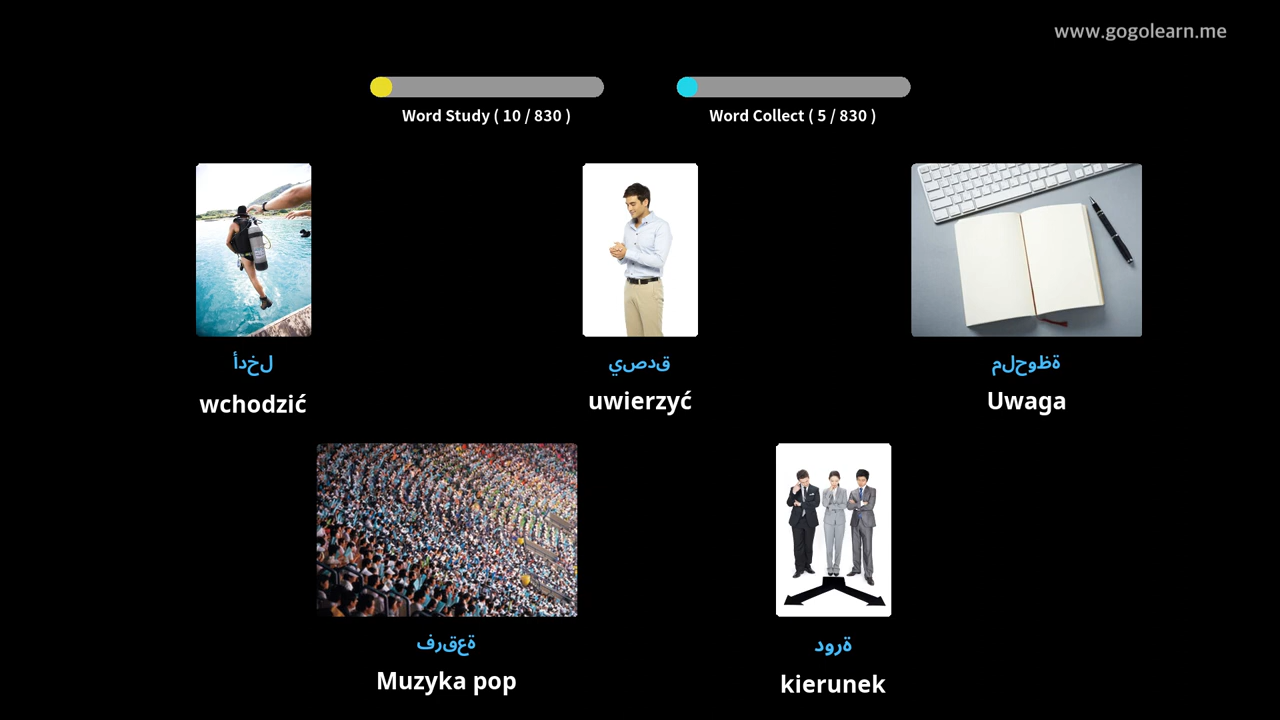 www.gogolearn.me
Word Study ( 10 / 830 )
Word Collect ( 5 / 830 )
لخدأ
wchodzić
قدصي
uwierzyć
ةظوحلم
Uwaga
ةعقرف
Muzyka pop
ةرود
kierunek